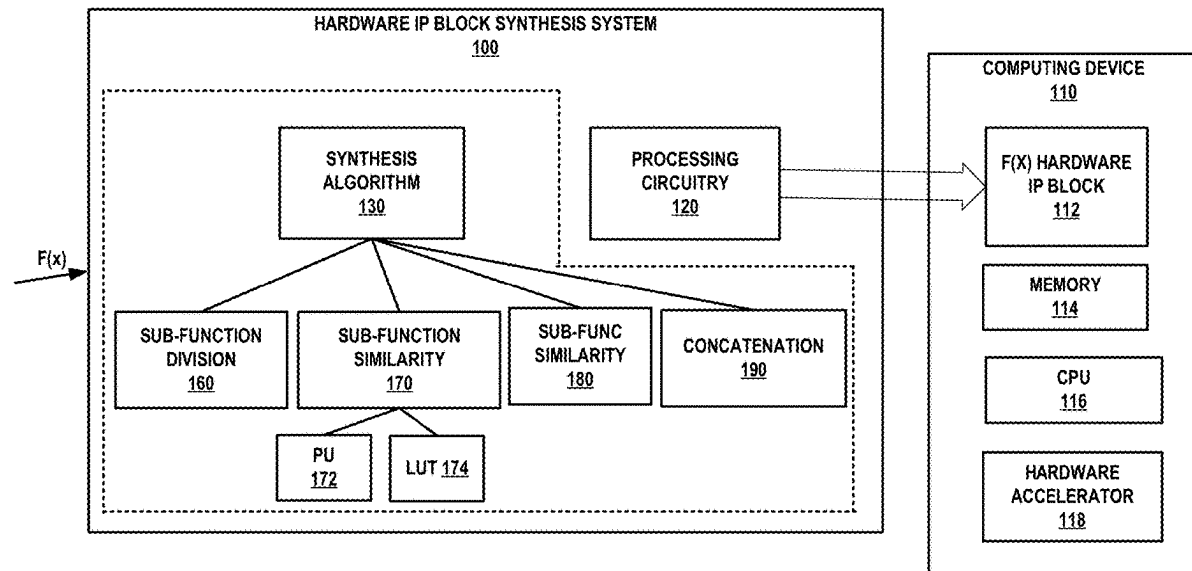 HARDWARE IP BLOCK SYNTHESIS SYSTEM
100
F(x)
SYNTHESIS
ALGORITHM
130
PROCESSING
CIRCUITRY
120
SUB-FUNCTION
DIVISION
160
SUB-FUNCTION
SIMILARITY
170
SUB-FUNC
SIMILARITY
180
CONCATENATION
190
PU
172
LUT 174
COMPUTING DEVICE
110
F(X) HARDWARE
IP BLOCK
112
MEMORY
114
CPU
116
HARDWARE
ACCELERATOR
118